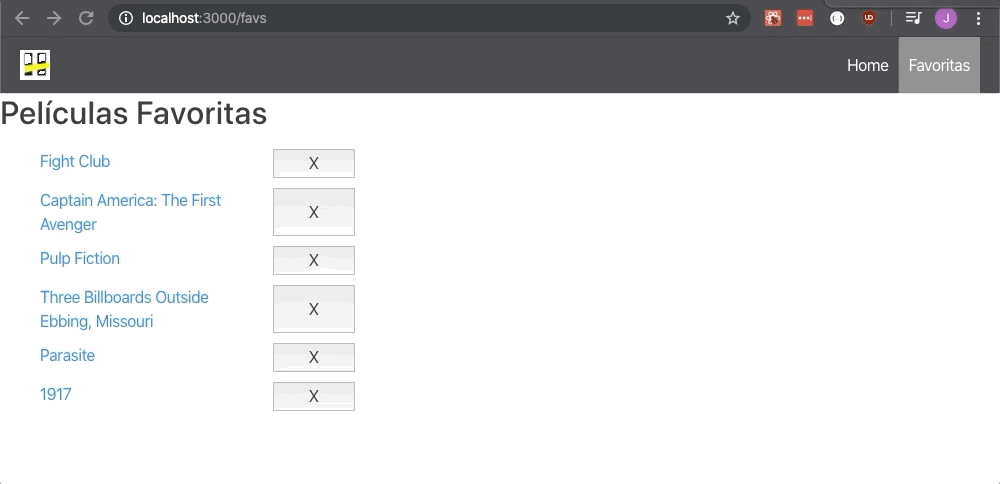 localhost:3000/favs
J
Home Favoritas
Películas Favoritas
Fight Club X
Captain America: The First
Avenger X
Pulp Fiction X
Three Billboards Outside
Ebbing, Missouri X
Parasite X
1917 X